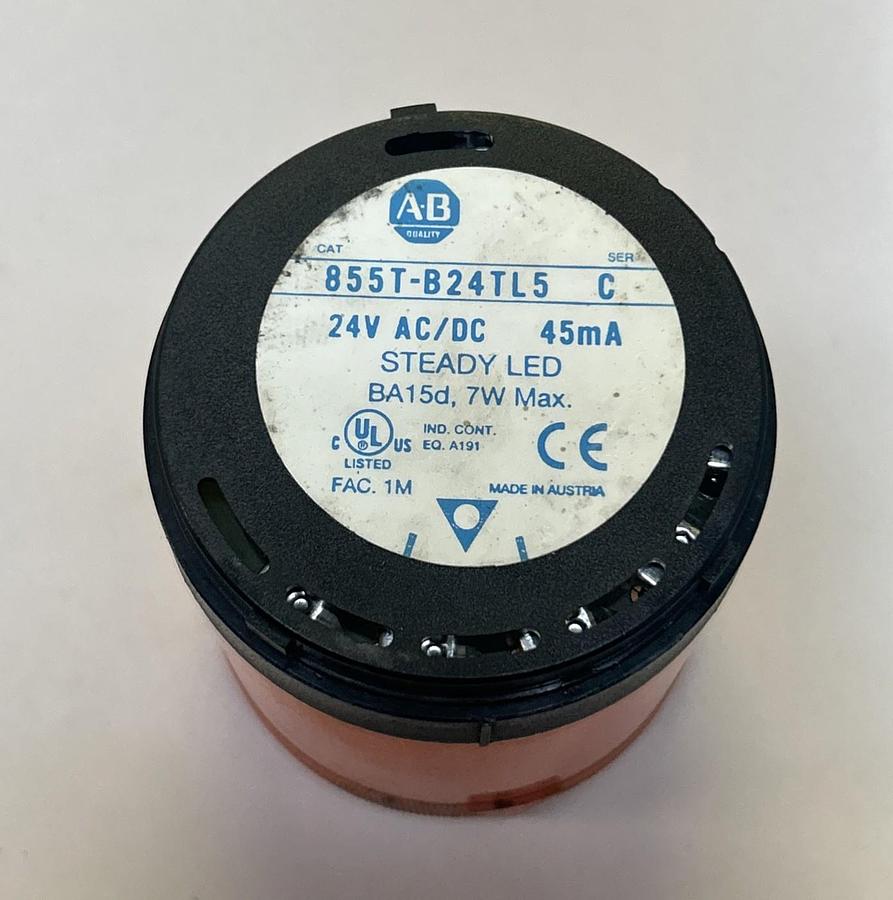 A-B
QUALITY
CAT SER
855T-B24TL5 C
24V AC/DC 45mA
STEADY LED
BA15d, 7W Max.
C UL US
LISTED
IND. CONT.
EQ. A191
CE
FAC. 1M MADE IN AUSTRIA